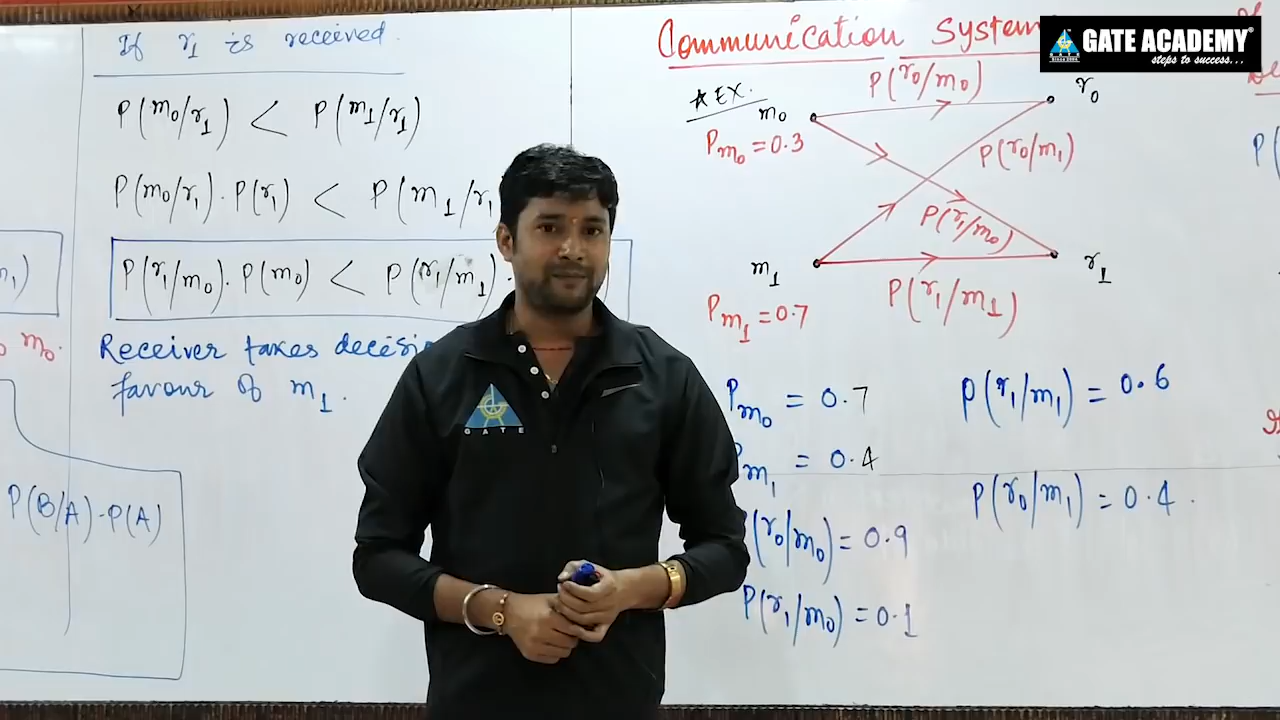 If r₁ is received.
P(m₀/r₁) < P(m₁/r₁)
P(m₀/r₁) · P(r₁) < P(m₁/r₁
P(r₁/m₀) · P(m₀) < P(r₁/m₁) ·
Receiver takes
favour of m₁.
m₀.
P(B/A) · P(A)
Communication System
★ EX.
m₀
P(r₀/m₀)
r₀
Pm₀ = 0.3
P(r₀/m₁)
P(r₁/m₀)
m₁
r₁
P(r₁/m₁)
Pm₁ = 0.7
Pm₀ = 0.7
P(r₁/m₁) = 0.6
Pm₁ = 0.4
P(r₀/m₁) = 0.4.
(r₀/m₀) = 0.9
P(r₁/m₀) = 0.1
GATE
GATE ACADEMY®
steps to success...